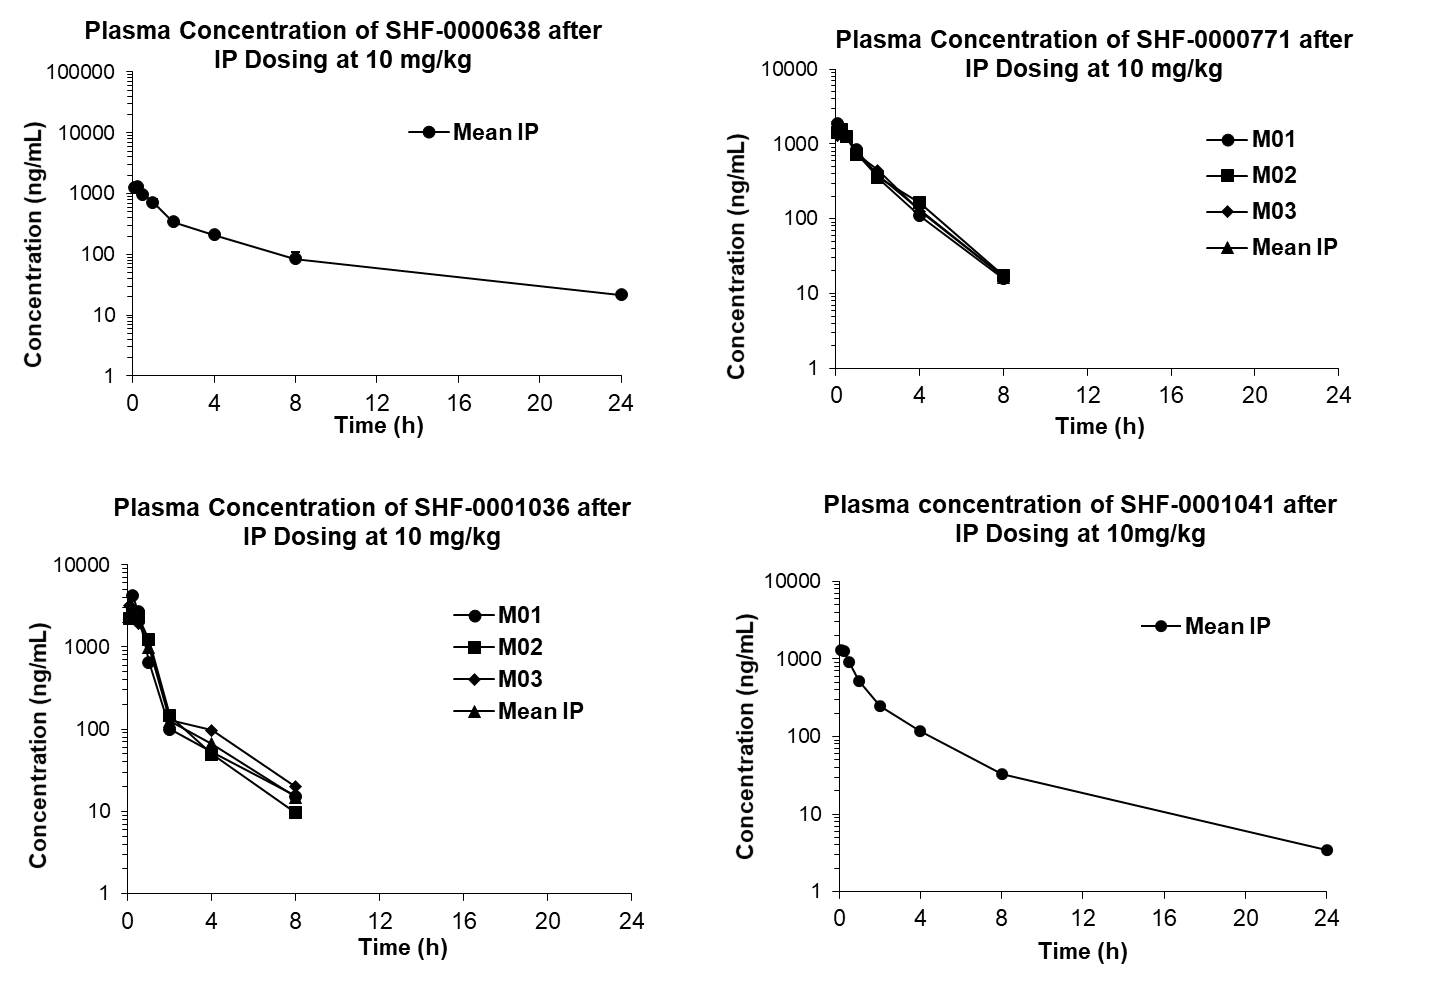 Plasma Concentration of SHF-0000638 after
IP Dosing at 10 mg/kg
100000
10000
1000
100
10
1
Concentration (ng/mL)
Mean IP
0 4 8 12 16 20 24
Time (h)
Plasma Concentration of SHF-0000771 after
IP Dosing at 10 mg/kg
10000
1000
100
10
1
Concentration (ng/mL)
M01
M02
M03
Mean IP
0 4 8 12 16 20 24
Time (h)
Plasma Concentration of SHF-0001036 after
IP Dosing at 10 mg/kg
10000
1000
100
10
1
Concentration (ng/mL)
M01
M02
M03
Mean IP
0 4 8 12 16 20 24
Time (h)
Plasma concentration of SHF-0001041 after
IP Dosing at 10mg/kg
10000
1000
100
10
1
Concentration (ng/mL)
Mean IP
0 4 8 12 16 20 24
Time (h)